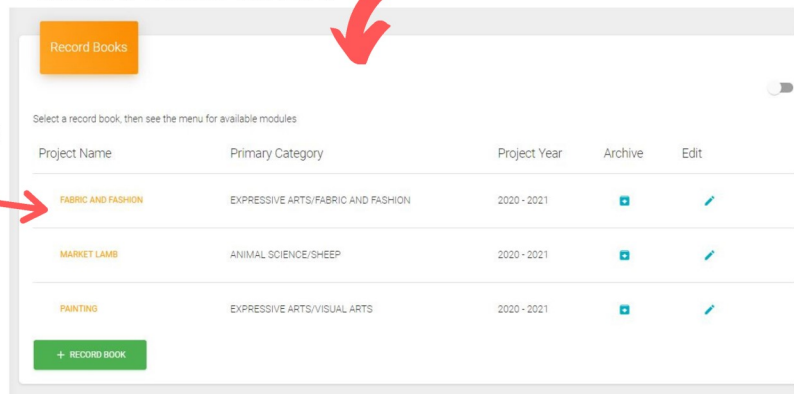 Record Books
Select a record book, then see the menu for available modules
Project Name Primary Category Project Year Archive Edit
FABRIC AND FASHION EXPRESSIVE ARTS/FABRIC AND FASHION 2020 - 2021
MARKET LAMB ANIMAL SCIENCE/SHEEP 2020 - 2021
PAINTING EXPRESSIVE ARTS/VISUAL ARTS 2020 - 2021
+ RECORD BOOK